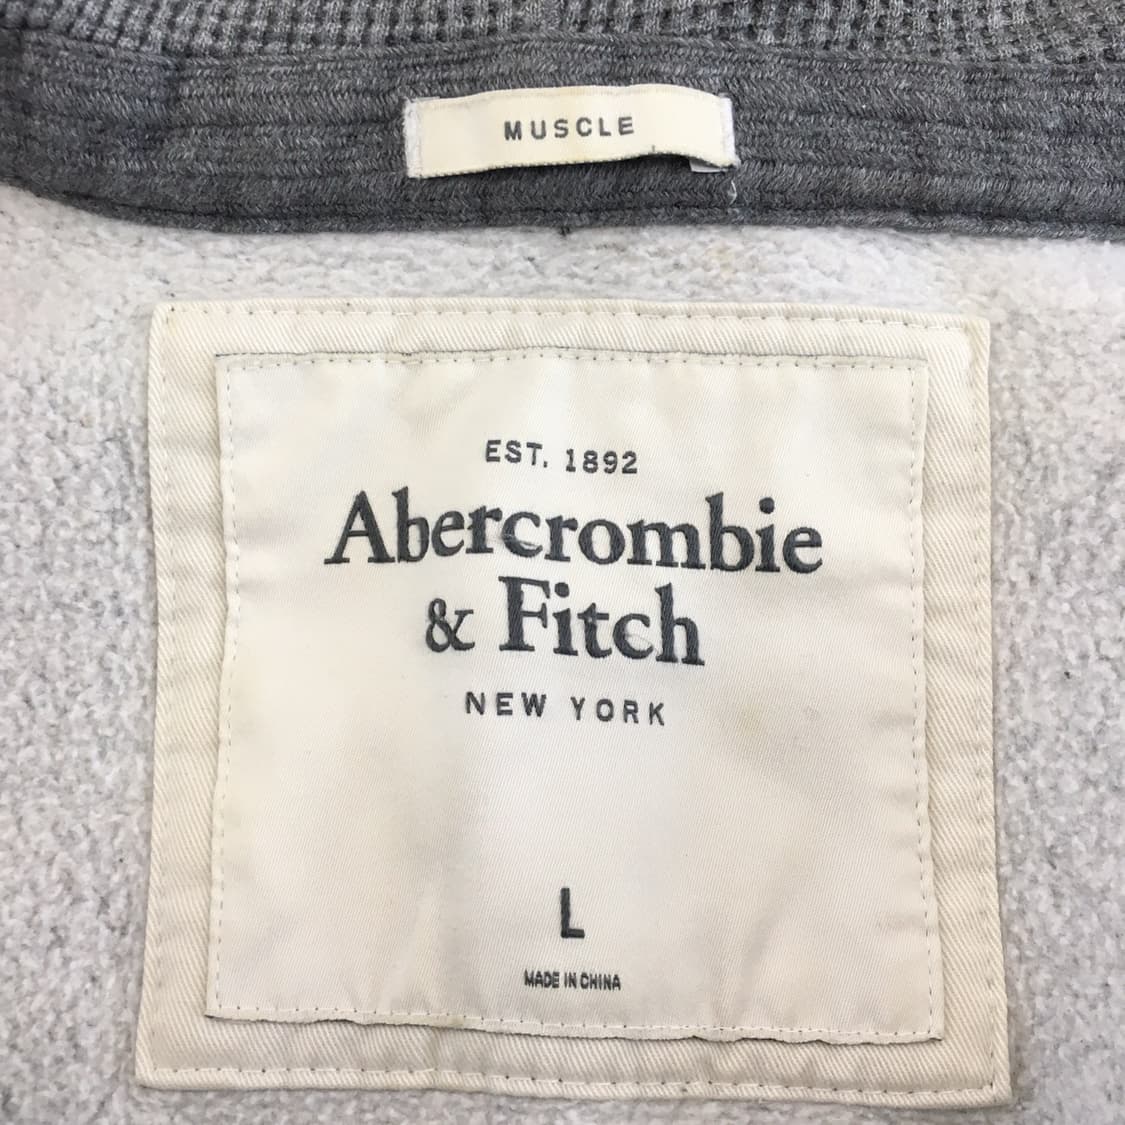 MUSCLE
EST. 1892
Abercrombie
& Fitch
NEW YORK
L
MADE IN CHINA